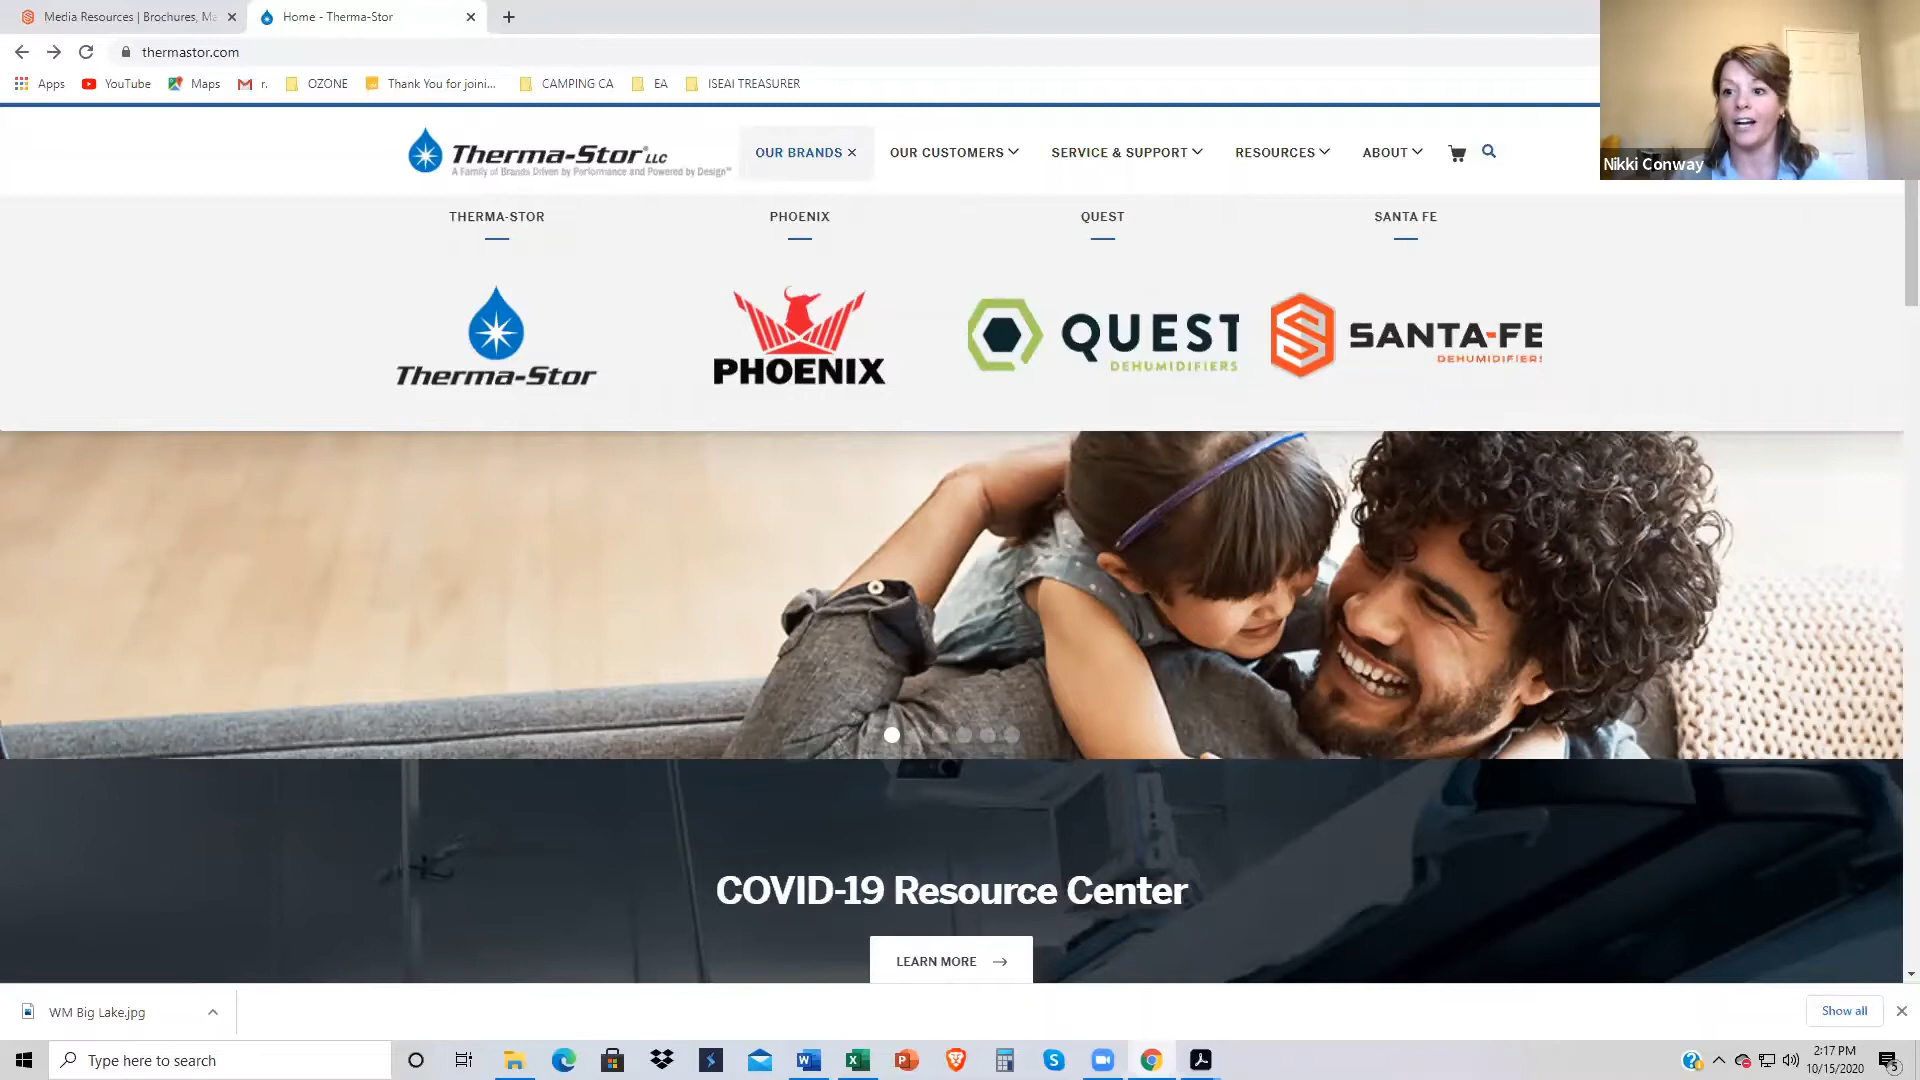 Media Resources | Brochures, Ma
Home - Therma-Stor
thermastor.com
Apps YouTube Maps r. OZONE Thank You for joini... CAMPING CA EA ISEAI TREASURER
Nikki Conway
Therma-Stor® LLC
A Family of Brands Driven by Performance and Powered by Design™
OUR BRANDS OUR CUSTOMERS SERVICE & SUPPORT RESOURCES ABOUT
THERMA-STOR PHOENIX QUEST SANTA FE
Therma-Stor
PHOENIX
QUEST
DEHUMIDIFIERS
SANTA-FE
DEHUMIDIFIERS
COVID-19 Resource Center
LEARN MORE
WM Big Lake.jpg
Show all
Type here to search
2:17 PM
10/15/2020
5